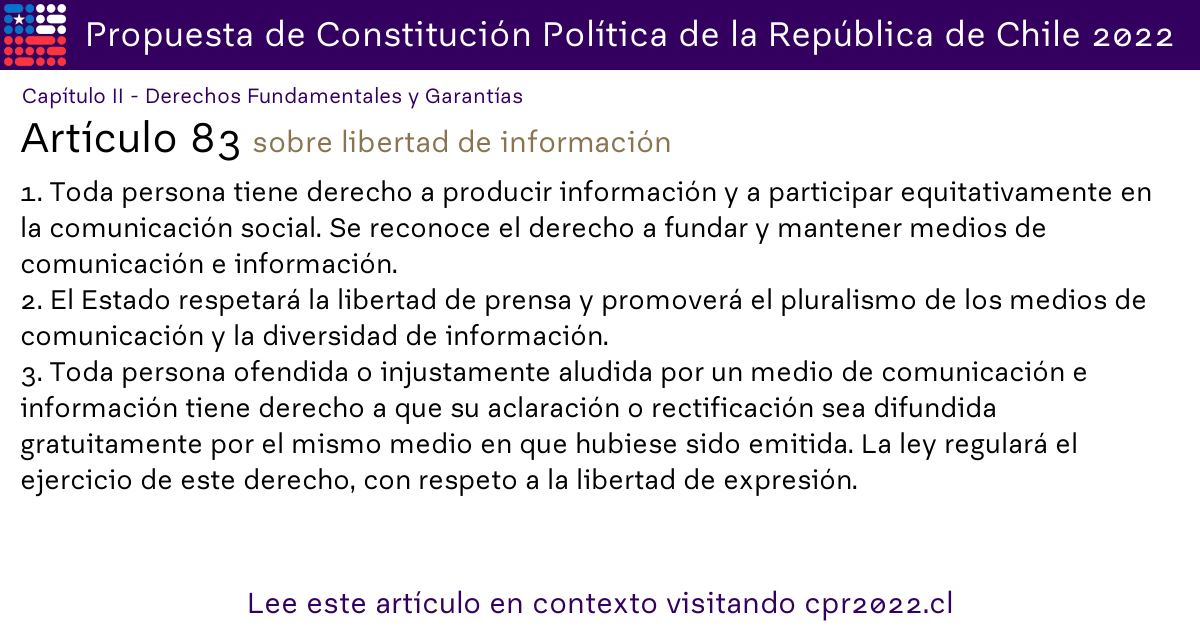 Propuesta de Constitución Política de la República de Chile 2022
Capítulo II - Derechos Fundamentales y Garantías
Artículo 83 sobre libertad de información
1. Toda persona tiene derecho a producir información y a participar equitativamente en
la comunicación social. Se reconoce el derecho a fundar y mantener medios de
comunicación e información.
2. El Estado respetará la libertad de prensa y promoverá el pluralismo de los medios de
comunicación y la diversidad de información.
3. Toda persona ofendida o injustamente aludida por un medio de comunicación e
información tiene derecho a que su aclaración o rectificación sea difundida
gratuitamente por el mismo medio en que hubiese sido emitida. La ley regulará el
ejercicio de este derecho, con respeto a la libertad de expresión.
Lee este artículo en contexto visitando cpr2022.cl